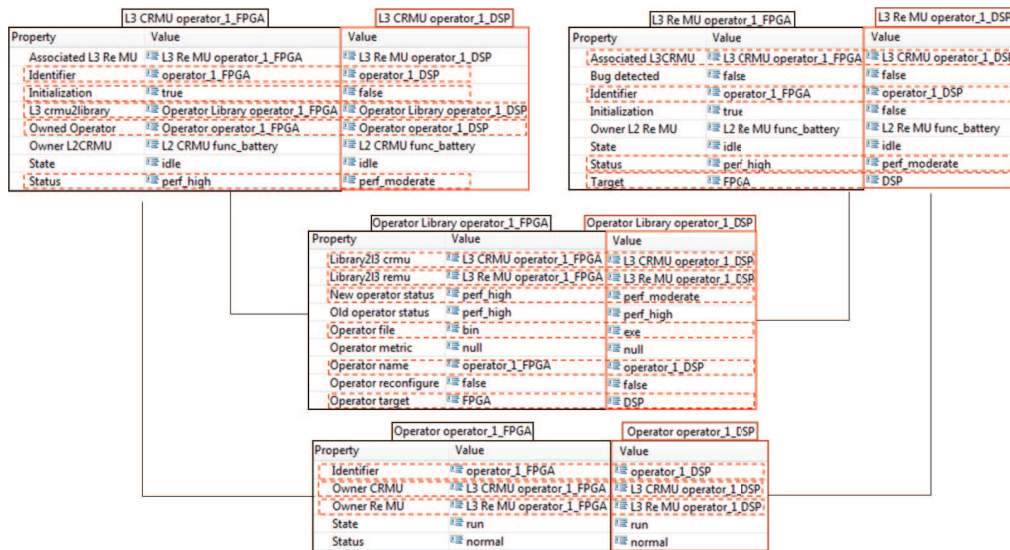 L3 CRMU operator_1_FPGA L3 CRMU operator_1_DSP
Property Value Value
Associated L3 Re MU L3 Re MU operator_1_FPGA L3 Re MU operator_1_DSP
Identifier operator_1_FPGA operator_1_DSP
Initialization true false
L3 crmu2library Operator Library operator_1_FPGA Operator Library operator_1_DSP
Owned Operator Operator operator_1_FPGA Operator operator_1_DSP
Owner L2CRMU L2 CRMU func_battery L2 CRMU func_battery
State idle idle
Status perf_high perf_moderate
L3 Re MU operator_1_FPGA L3 Re MU operator_1_DSP
Property Value Value
Associated L3CRMU L3 CRMU operator_1_FPGA L3 CRMU operator_1_DSP
Bug detected false false
Identifier operator_1_FPGA operator_1_DSP
Initialization true false
Owner L2 Re MU L2 Re MU func_battery L2 Re MU func_battery
State idle idle
Status perf_high perf_moderate
Target FPGA DSP
Operator Library operator_1_FPGA Operator Library operator_1_DSP
Property Value Value
Library2l3 crmu L3 CRMU operator_1_FPGA L3 CRMU operator_1_DSP
Library2l3 remu L3 Re MU operator_1_FPGA L3 Re MU operator_1_DSP
New operator status perf_high perf_moderate
Old operator status perf_high perf_high
Operator file bin exe
Operator metric null null
Operator name operator_1_FPGA operator_1_DSP
Operator reconfigure false false
Operator target FPGA DSP
Operator operator_1_FPGA Operator operator_1_DSP
Property Value Value
Identifier operator_1_FPGA operator_1_DSP
Owner CRMU L3 CRMU operator_1_FPGA L3 CRMU operator_1_DSP
Owner Re MU L3 Re MU operator_1_FPGA L3 Re MU operator_1_DSP
State run run
Status normal normal